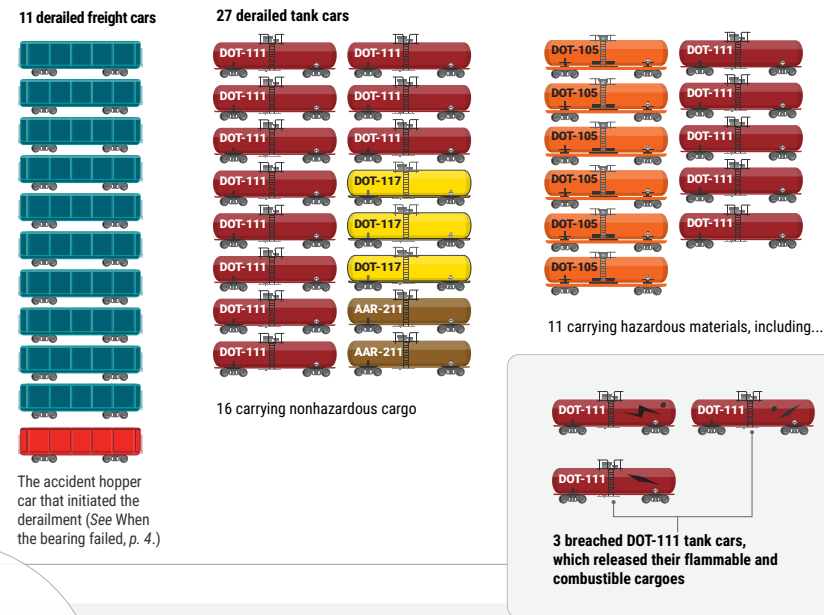 11 derailed freight cars
The accident hopper
car that initiated the
derailment (See When
the bearing failed, p. 4.)
27 derailed tank cars
DOT-111 DOT-111
DOT-111 DOT-111
DOT-111 DOT-111
DOT-111 DOT-117
DOT-111 DOT-117
DOT-111 DOT-117
DOT-111 AAR-211
DOT-111 AAR-211
16 carrying nonhazardous cargo
DOT-105 DOT-111
DOT-105 DOT-111
DOT-105 DOT-111
DOT-105 DOT-111
DOT-105 DOT-111
DOT-105
11 carrying hazardous materials, including...
DOT-111 DOT-111
DOT-111
3 breached DOT-111 tank cars,
which released their flammable and
combustible cargoes